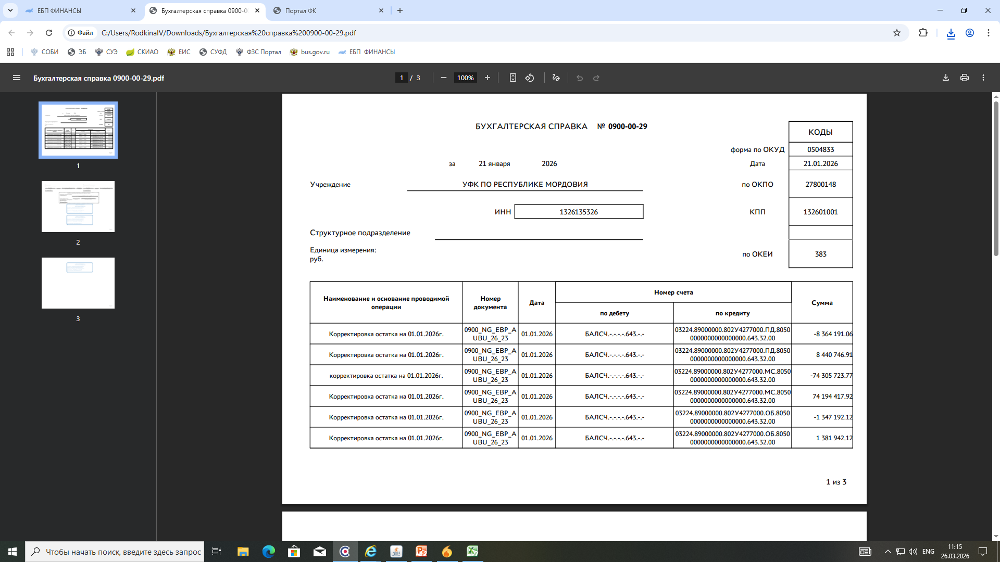 ЕБП ФИНАНСЫ
Бухгалтерская справка 0900-0
Портал ФК
Файл
C:/Users/RodkinaIV/Downloads/Бухгалтерская%20справка%200900-00-29.pdf
СОБИ
ЭБ
СУЭ
СКИАО
ЕИС
СУФД
ФЗС Портал
bus.gov.ru
ЕБП ФИНАНСЫ
Бухгалтерская справка 0900-00-29.pdf
1 / 3
100%
1
2
3
БУХГАЛТЕРСКАЯ СПРАВКА № 0900-00-29
КОДЫ
форма по ОКУД 0504833
за 21 января 2026
Дата 21.01.2026
Учреждение УФК ПО РЕСПУБЛИКЕ МОРДОВИЯ
по ОКПО 27800148
ИНН 1326135326
КПП 132601001
Структурное подразделение
Единица измерения:
руб.
по ОКЕИ 383
Наименование и основание проводимой
операции
Номер
документа
Дата
Номер счета
по дебету
по кредиту
Сумма
Корректировка остатка на 01.01.2026г.
0900_NG_EBP_A
UBU_26_23
01.01.2026
БАЛСЧ.-.-.-.-.643.-.-
03224.89000000.802У4277000.ПД.8050
0000000000000000.643.32.00
-8 364 191.06
Корректировка остатка на 01.01.2026г.
0900_NG_EBP_A
UBU_26_23
01.01.2026
БАЛСЧ.-.-.-.-.643.-.-
03224.89000000.802У4277000.ПД.8050
0000000000000000.643.32.00
8 440 746.91
корректировка остатка на 01.01.2026г.
0900_NG_EBP_A
UBU_26_23
01.01.2026
БАЛСЧ.-.-.-.-.643.-.-
03224.89000000.802У4277000.МС.8050
0000000000000000.643.32.00
-74 305 723.77
Корректировка остатка на 01.01.2026г.
0900_NG_EBP_A
UBU_26_23
01.01.2026
БАЛСЧ.-.-.-.-.643.-.-
03224.89000000.802У4277000.МС.8050
0000000000000000.643.32.00
74 194 417.92
Корректировка остатка на 01.01.2026г.
0900_NG_EBP_A
UBU_26_23
01.01.2026
БАЛСЧ.-.-.-.-.643.-.-
03224.89000000.802У4277000.ОБ.8050
0000000000000000.643.32.00
-1 347 192.12
Корректировка остатка на 01.01.2026г.
0900_NG_EBP_A
UBU_26_23
01.01.2026
БАЛСЧ.-.-.-.-.643.-.-
03224.89000000.802У4277000.ОБ.8050
0000000000000000.643.32.00
1 381 942.12
1 из 3
Чтобы начать поиск, введите здесь запрос
ENG
11:15
26.03.2026